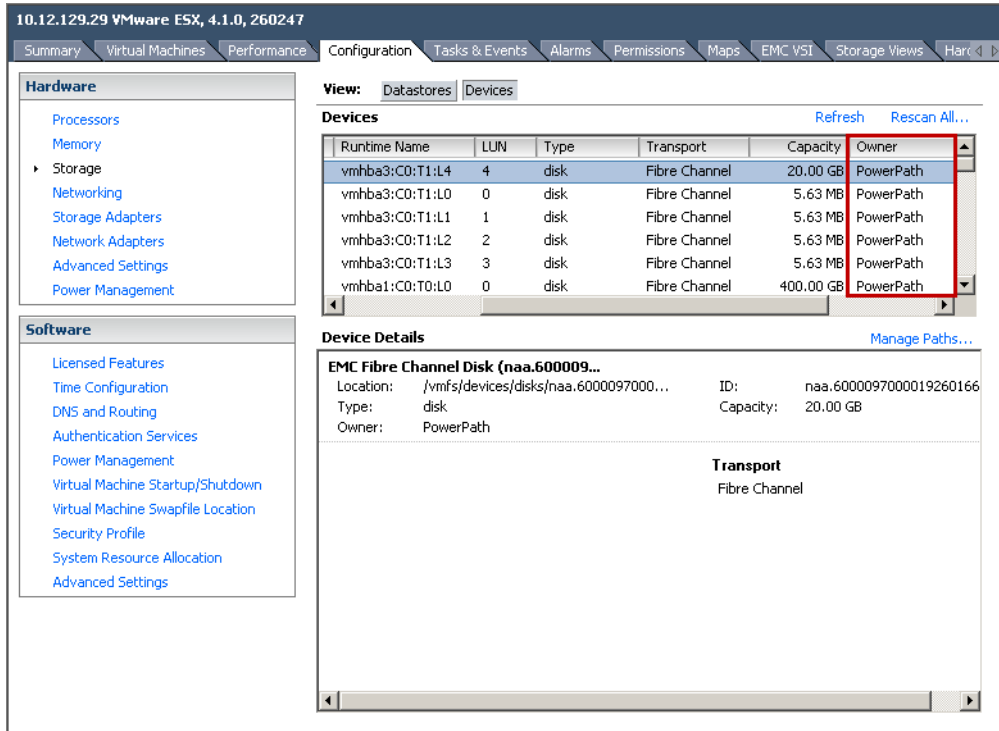 10.12.129.29 VMware ESX, 4.1.0, 260247
Summary Virtual Machines Performance Configuration Tasks & Events Alarms Permissions Maps EMC VSI Storage Views Hard
Hardware
Processors
Memory
Storage
Networking
Storage Adapters
Network Adapters
Advanced Settings
Power Management
Software
Licensed Features
Time Configuration
DNS and Routing
Authentication Services
Power Management
Virtual Machine Startup/Shutdown
Virtual Machine Swapfile Location
Security Profile
System Resource Allocation
Advanced Settings
View: Datastores Devices
Devices Refresh Rescan All...
Runtime Name LUN Type Transport Capacity Owner
vmhba3:C0:T1:L4 4 disk Fibre Channel 20.00 GB PowerPath
vmhba3:C0:T1:L0 0 disk Fibre Channel 5.63 MB PowerPath
vmhba3:C0:T1:L1 1 disk Fibre Channel 5.63 MB PowerPath
vmhba3:C0:T1:L2 2 disk Fibre Channel 5.63 MB PowerPath
vmhba3:C0:T1:L3 3 disk Fibre Channel 5.63 MB PowerPath
vmhba1:C0:T0:L0 0 disk Fibre Channel 400.00 GB PowerPath
Device Details Manage Paths...
EMC Fibre Channel Disk (naa.600009...
Location: /vmfs/devices/disks/naa.6000097000... ID: naa.6000097000019260166
Type: disk Capacity: 20.00 GB
Owner: PowerPath
Transport
Fibre Channel